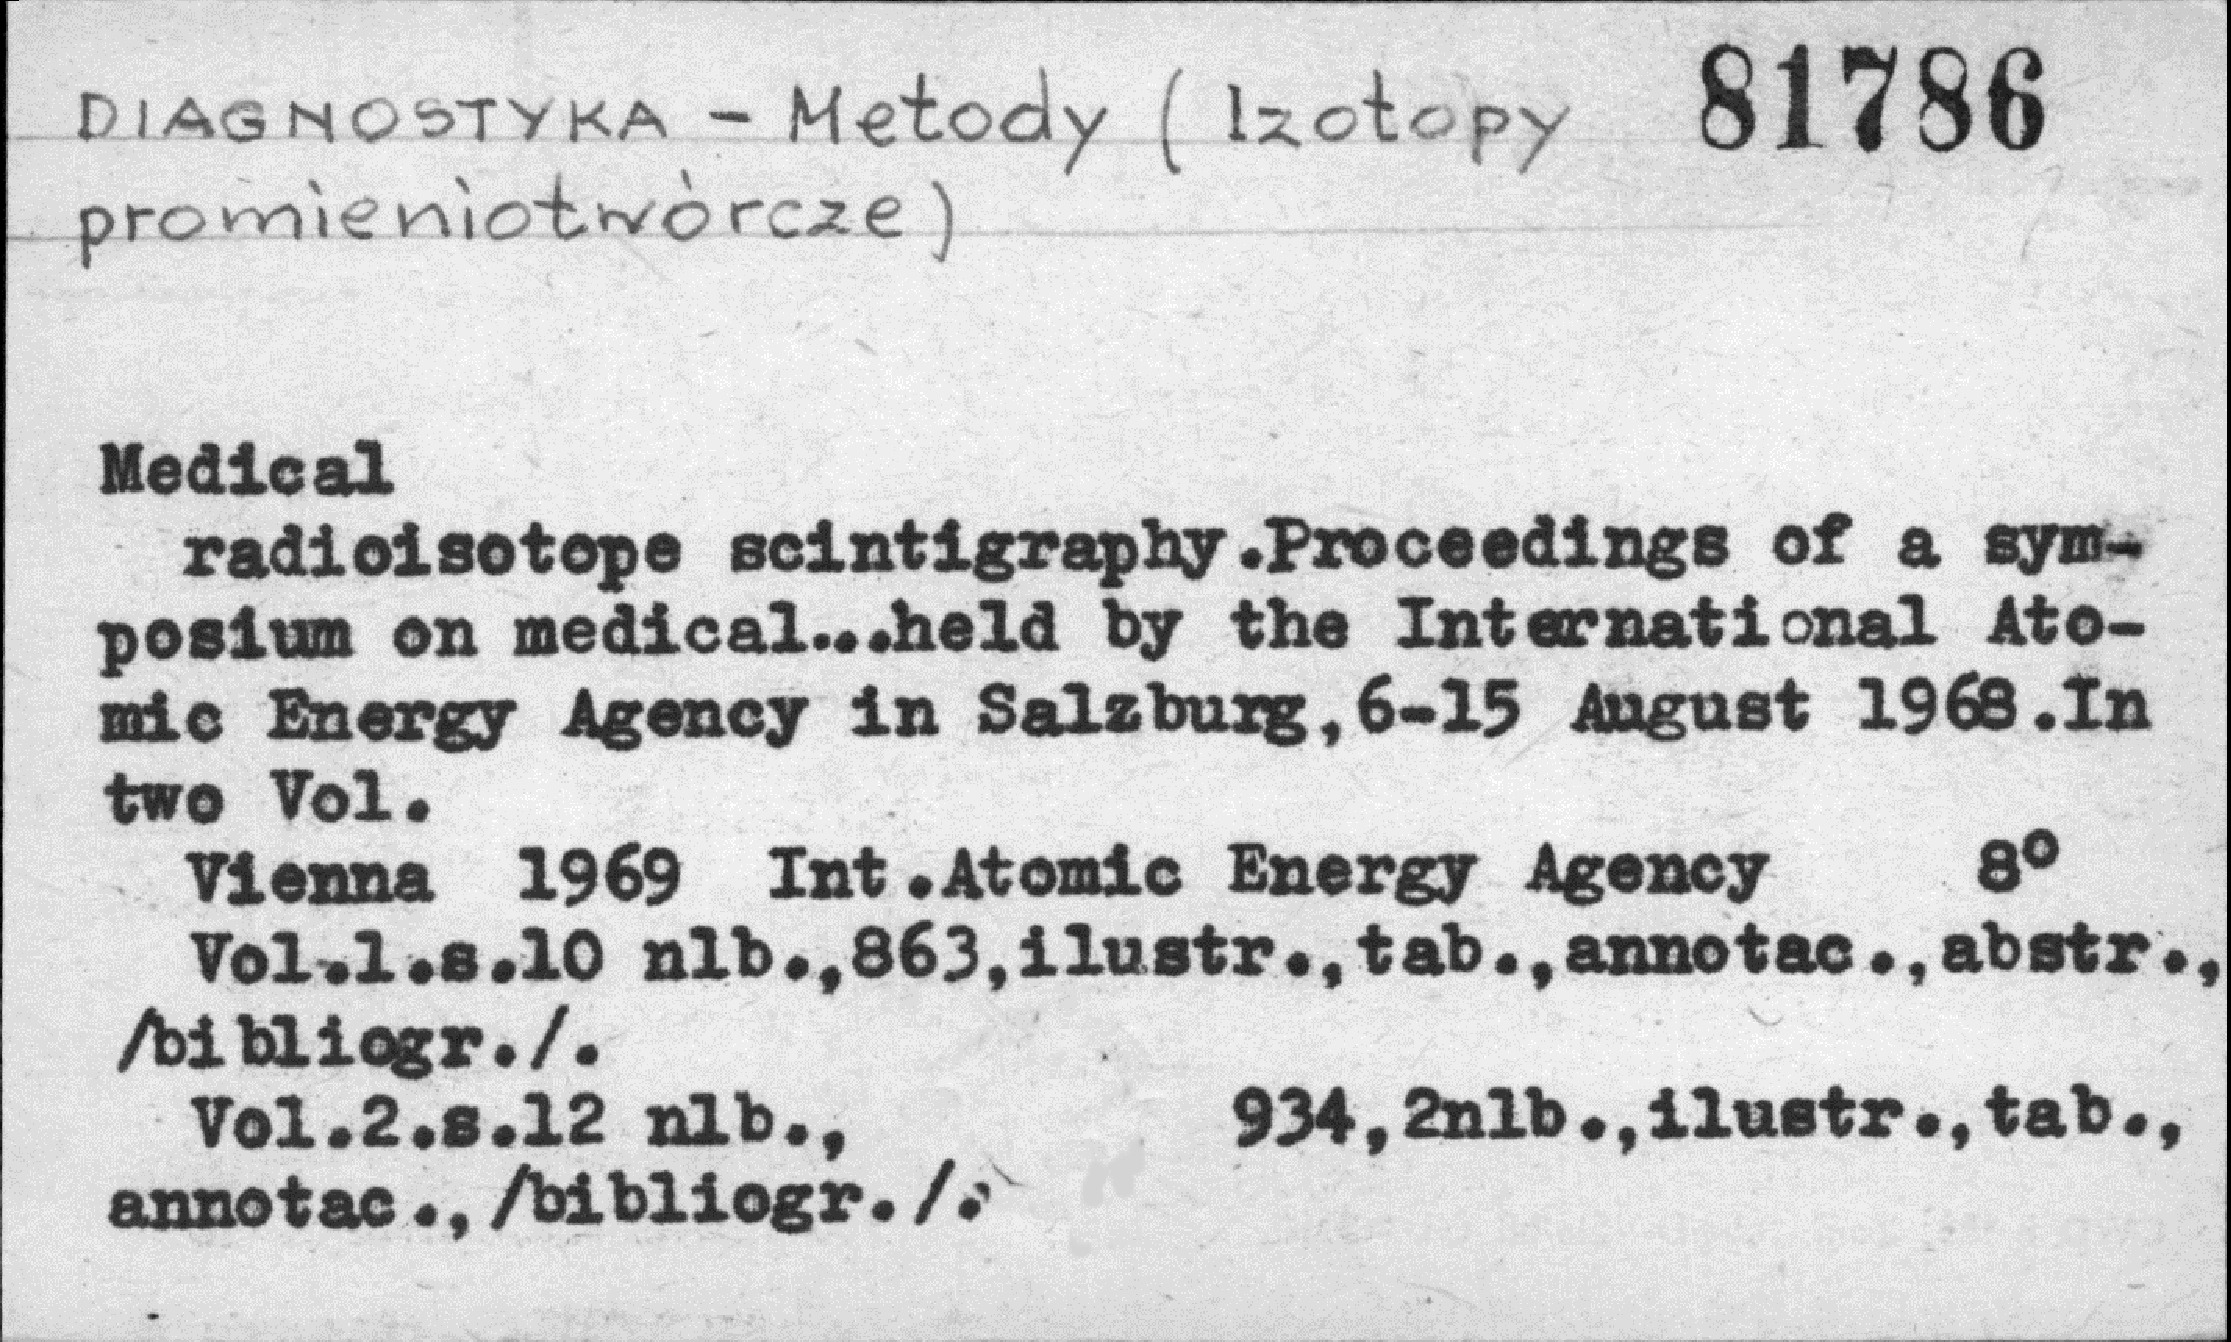 DIAGNOSTYKA - Metody (Izotopy 81786
promieniotwórcze)
Medical
radioisotope scintigraphy.Proceedings of a sym-
posium on medical...held by the International Ato-
mic Energy Agency in Salzburg,6-15 August 1968.In
two Vol.
Vienna 1969 Int.Atomic Energy Agency 8°
Vol.1.s.10 nlb.,863,ilustr.,tab.,annotac.,abstr.,
/bibliogr./.
Vol.2.s.12 nlb., 934,2nlb.,ilustr.,tab.,
annotac.,/bibliogr./.